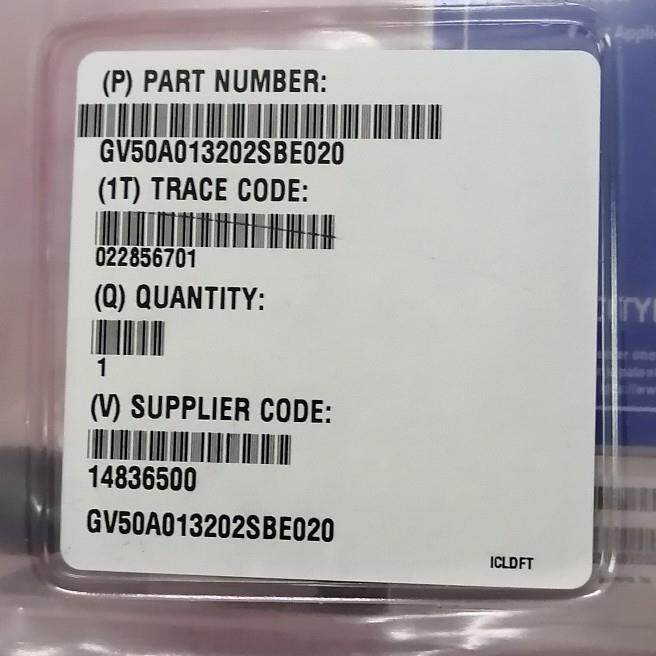 (P) PART NUMBER:
GV50A013202SBE020
(1T) TRACE CODE:
022856701
(Q) QUANTITY:
1
(V) SUPPLIER CODE:
14836500
GV50A013202SBE020
ICLDFT